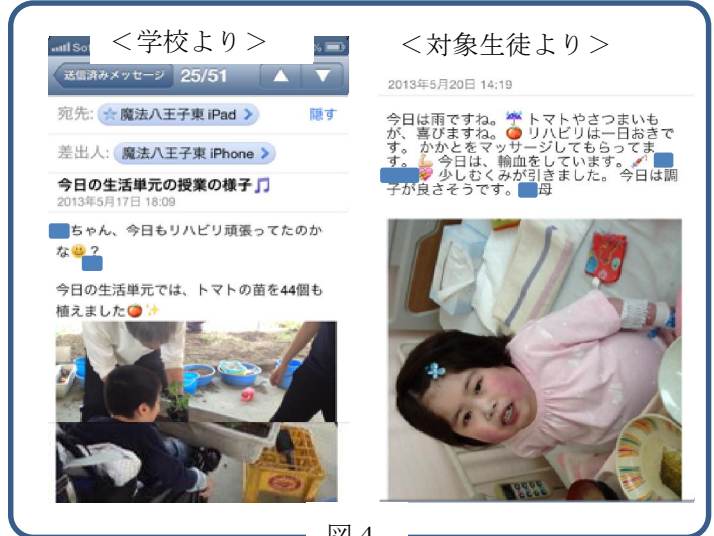 ＜学校より＞
送信済みメッセージ 25/51
宛先: 魔法八王子東 iPad 隠す
差出人: 魔法八王子東 iPhone
今日の生活単元の授業の様子🎵
2013年5月17日 18:09
ちゃん、今日もリハビリ頑張ってたのか
な😃？
今日の生活単元では、トマトの苗を44個も
植えました🍅✨
＜対象生徒より＞
2013年5月20日 14:19
今日は雨ですね。☔ トマトやさつまいも
が、喜びますね。🍅 リハビリは一日おきで
す。 かかとをマッサージしてもらってま
す。💪 今日は、輸血をしています。💉
💝 少しむくみが引きました。 今日は調
子が良さそうです。 母
図4